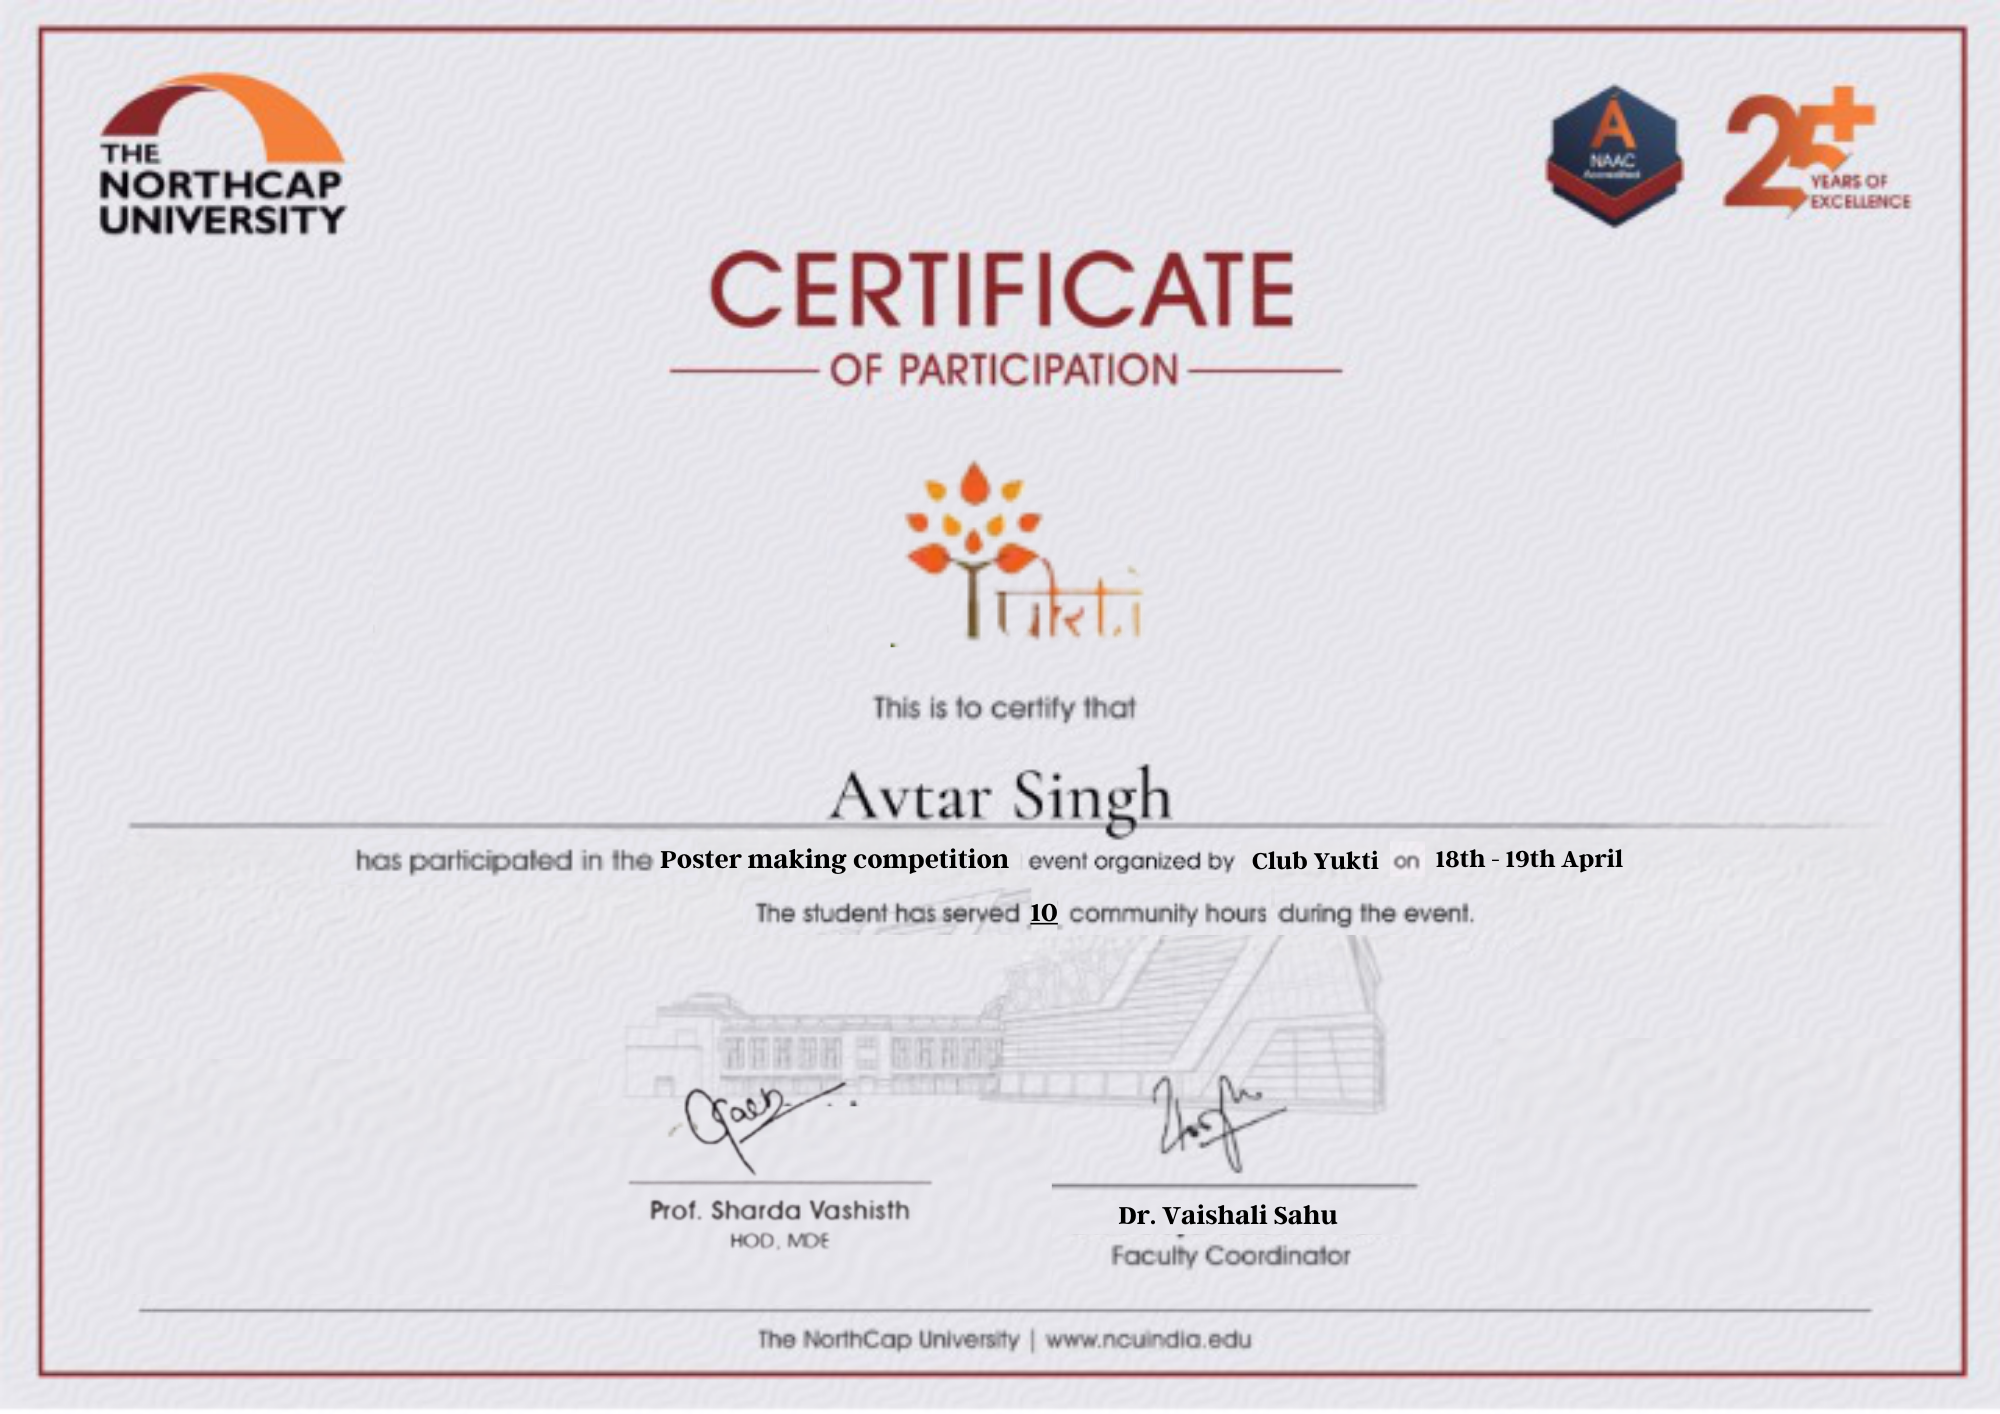 THE
NORTHCAP
UNIVERSITY
A
NAAC
Accredited
25+
YEARS OF
EXCELLENCE
CERTIFICATE
OF PARTICIPATION
This is to certify that
Avtar Singh
has participated in the Poster making competition event organized by Club Yukti on 18th - 19th April
The student has served 10 community hours during the event.
Prof. Sharda Vashisth
HOD, MDE
Dr. Vaishali Sahu
Faculty Coordinator
The NorthCap University | www.ncuindia.edu